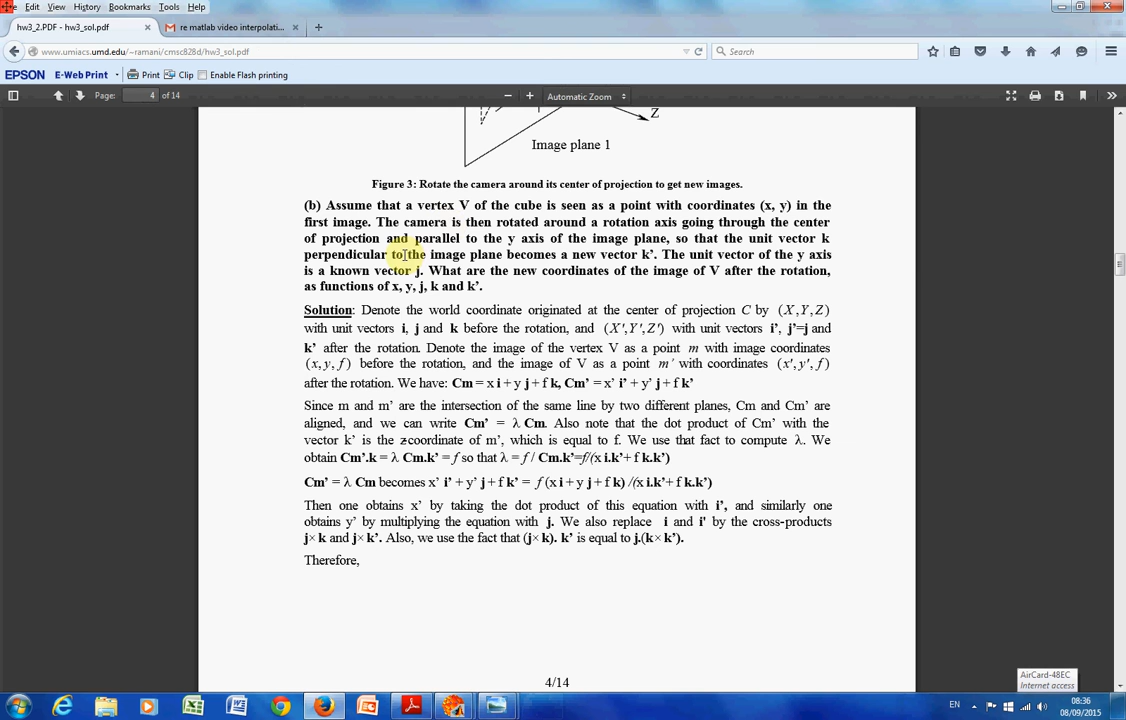 File Edit View History Bookmarks Tools Help
hw3_2.PDF - hw3_sol.pdf × re matlab video interpolati... × +
www.umiacs.umd.edu/~ramani/cmsc828d/hw3_sol.pdf Search
EPSON E-Web Print Print Clip Enable Flash printing
Page: 4 of 14 − + Automatic Zoom
Z
Image plane 1
Figure 3: Rotate the camera around its center of projection to get new images.
(b) Assume that a vertex V of the cube is seen as a point with coordinates (x, y) in the
first image. The camera is then rotated around a rotation axis going through the center
of projection and parallel to the y axis of the image plane, so that the unit vector k
perpendicular to the image plane becomes a new vector k’. The unit vector of the y axis
is a known vector j. What are the new coordinates of the image of V after the rotation,
as functions of x, y, j, k and k’.
Solution: Denote the world coordinate originated at the center of projection C by (X,Y,Z)
with unit vectors i, j and k before the rotation, and (X',Y',Z') with unit vectors i’, j’=j and
k’ after the rotation. Denote the image of the vertex V as a point m with image coordinates
(x,y,f) before the rotation, and the image of V as a point m’ with coordinates (x',y',f)
after the rotation. We have: Cm = x i + y j + f k, Cm’ = x’ i’ + y’ j + f k’
Since m and m’ are the intersection of the same line by two different planes, Cm and Cm’ are
aligned, and we can write Cm’ = λ Cm. Also note that the dot product of Cm’ with the
vector k’ is the z-coordinate of m’, which is equal to f. We use that fact to compute λ. We
obtain Cm’.k = λ Cm.k’ = f so that λ = f / Cm.k’=f/(x i.k’+ f k.k’)
Cm’ = λ Cm becomes x’ i’ + y’ j + f k’ = f (x i + y j + f k) /(x i.k’+ f k.k’)
Then one obtains x’ by taking the dot product of this equation with i’, and similarly one
obtains y’ by multiplying the equation with j. We also replace i and i' by the cross-products
j× k and j× k’. Also, we use the fact that (j× k). k’ is equal to j.(k× k’).
Therefore,
4/14
AirCard-48EC
Internet access
EN 08:36
08/09/2015